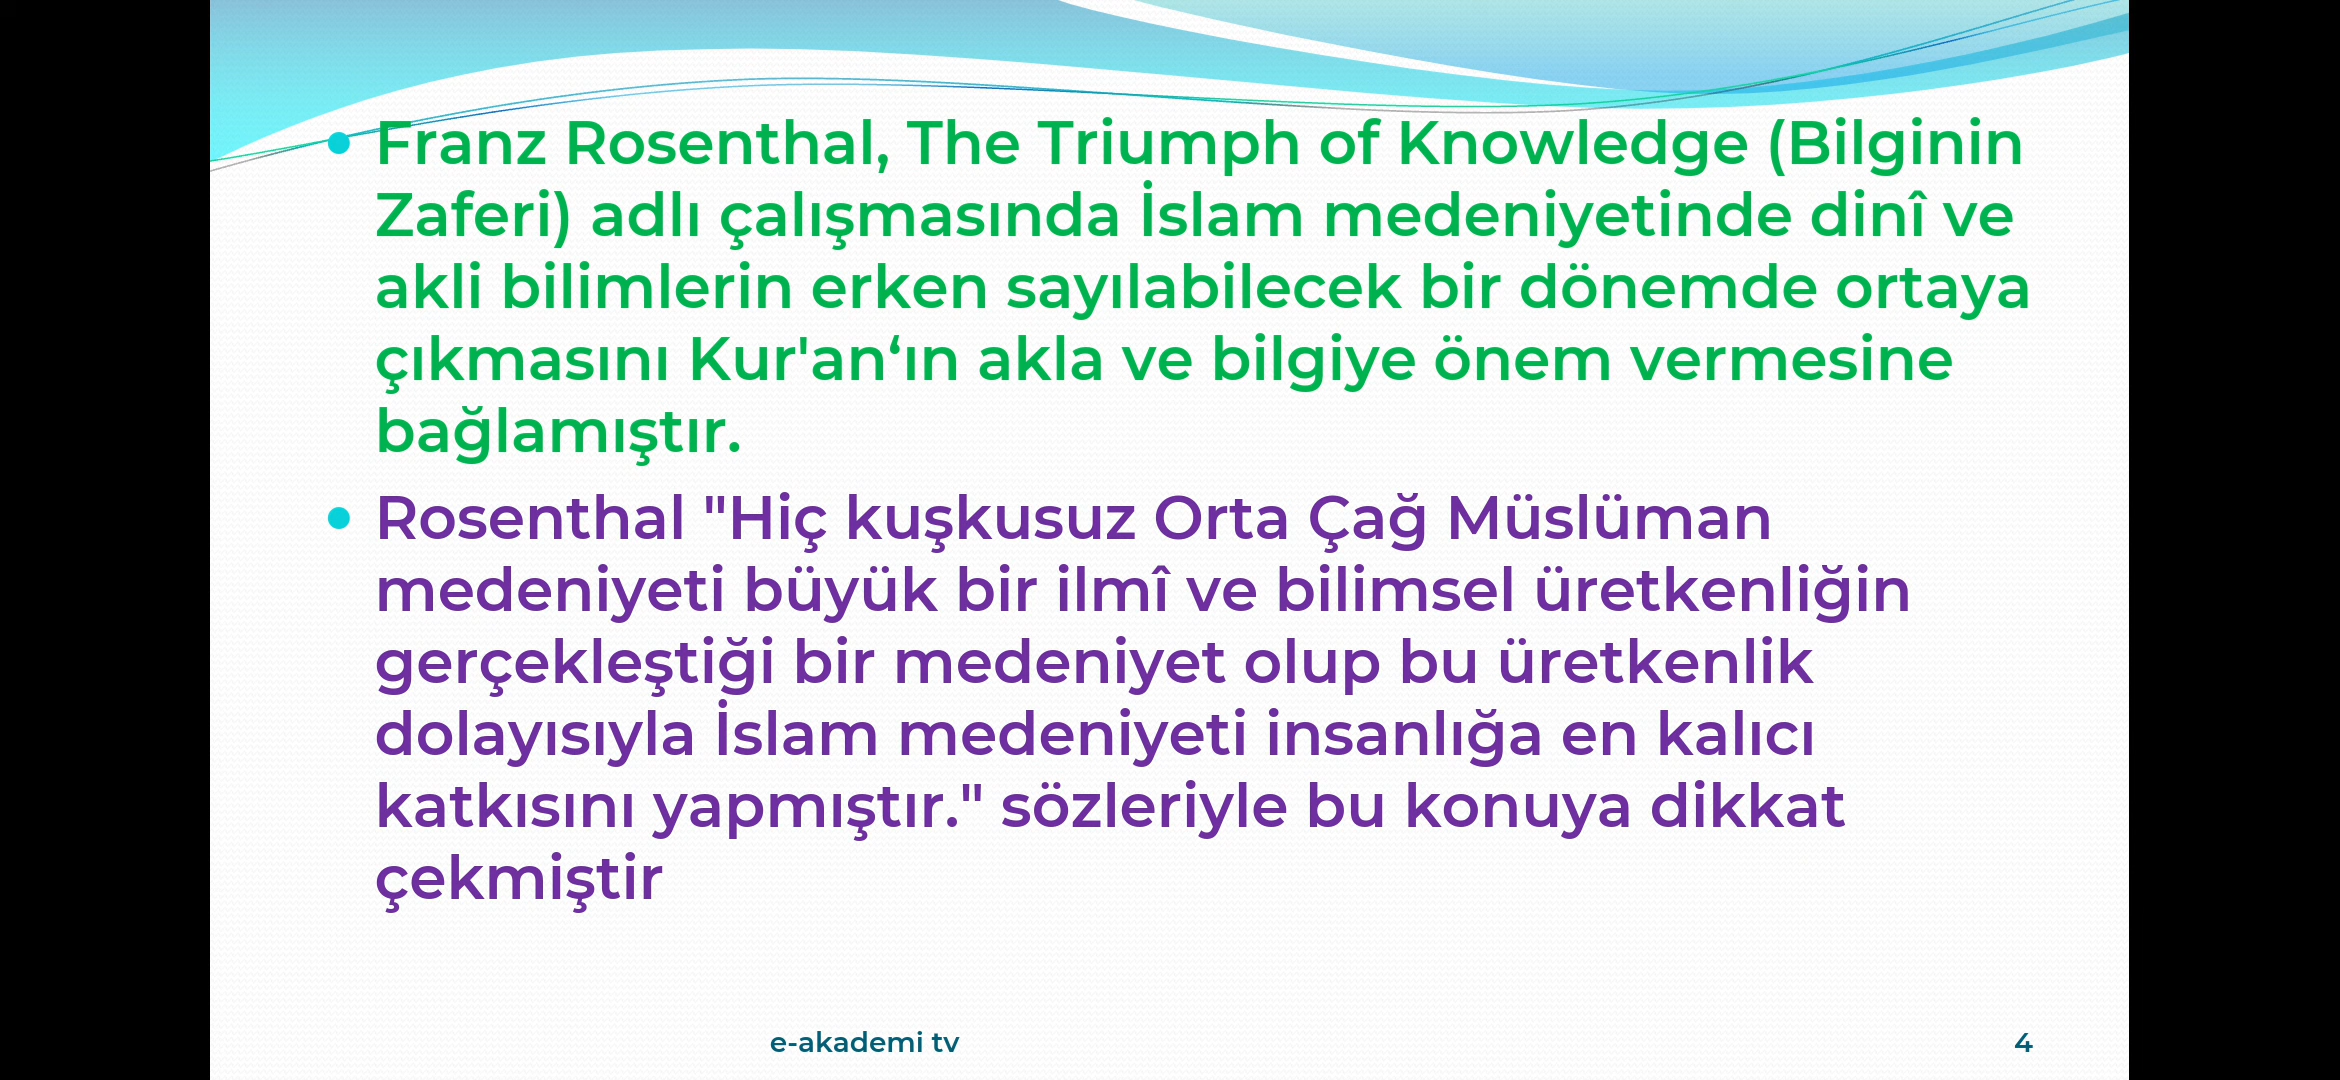 Franz Rosenthal, The Triumph of Knowledge (Bilginin
Zaferi) adlı çalışmasında İslam medeniyetinde dinî ve
akli bilimlerin erken sayılabilecek bir dönemde ortaya
çıkmasını Kur'an‘ın akla ve bilgiye önem vermesine
bağlamıştır.
Rosenthal "Hiç kuşkusuz Orta Çağ Müslüman
medeniyeti büyük bir ilmî ve bilimsel üretkenliğin
gerçekleştiği bir medeniyet olup bu üretkenlik
dolayısıyla İslam medeniyeti insanlığa en kalıcı
katkısını yapmıştır." sözleriyle bu konuya dikkat
çekmiştir
e-akademi tv
4